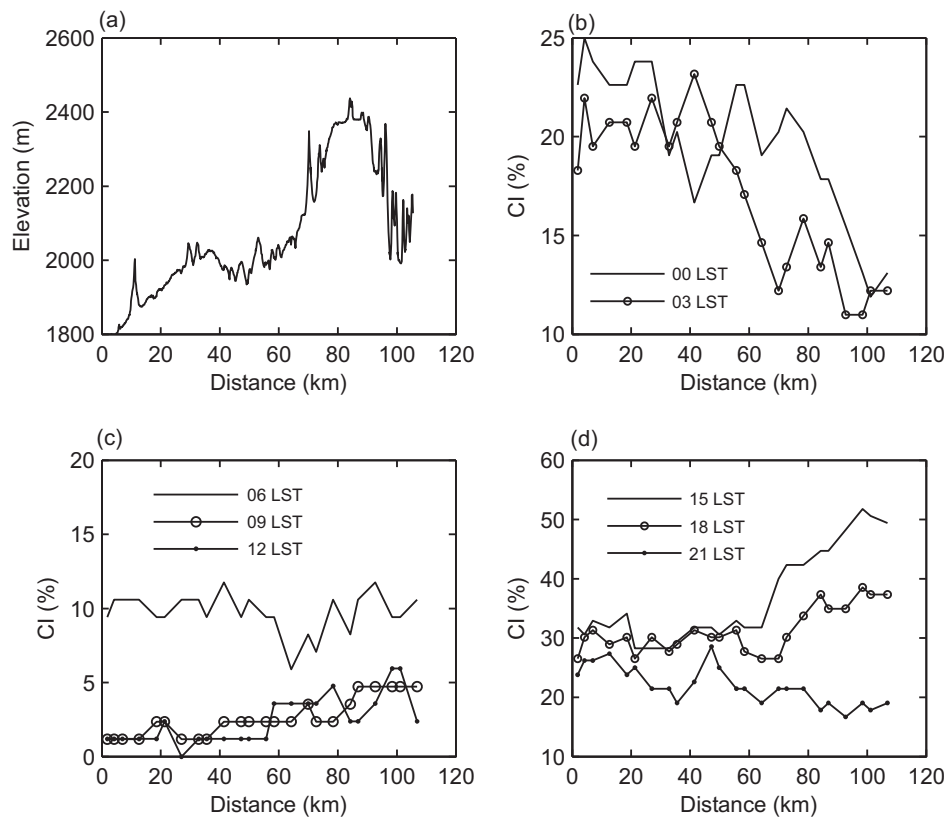 (a)
2600
2400
2200
2000
1800
Elevation (m)
0 20 40 60 80 100 120
Distance (km)
(b)
25
20
15
10
CI (%)
00 LST
03 LST
0 20 40 60 80 100 120
Distance (km)
(c)
20
15
10
5
0
CI (%)
06 LST
09 LST
12 LST
0 20 40 60 80 100 120
Distance (km)
(d)
60
50
40
30
20
10
CI (%)
15 LST
18 LST
21 LST
0 20 40 60 80 100 120
Distance (km)